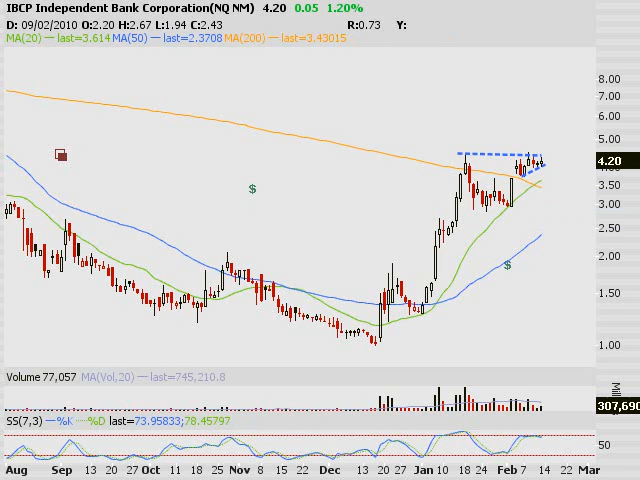 IBCP Independent Bank Corporation(NQ NM) 4.20 0.05 1.20%
D: 09/02/2010 O:2.20 H:2.67 L:1.94 C:2.43 R:0.73 Y:
MA(20) — last=3.614 MA(50) — last=2.3708 MA(200) — last=3.43015
8.00
7.00
6.00
5.00
4.20
3.50
3.00
2.50
2.00
1.50
1.00
$
$
Volume 77,057 MA(Vol,20) — last=745,210.8
Mil
307,690
SS(7,3) —%K —%D last=73.95833;78.45797
50
Aug Sep 13 20 27 Oct 11 18 25 Nov 8 15 22 Dec 13 20 27 Jan 10 18 24 Feb 7 14 22 Mar